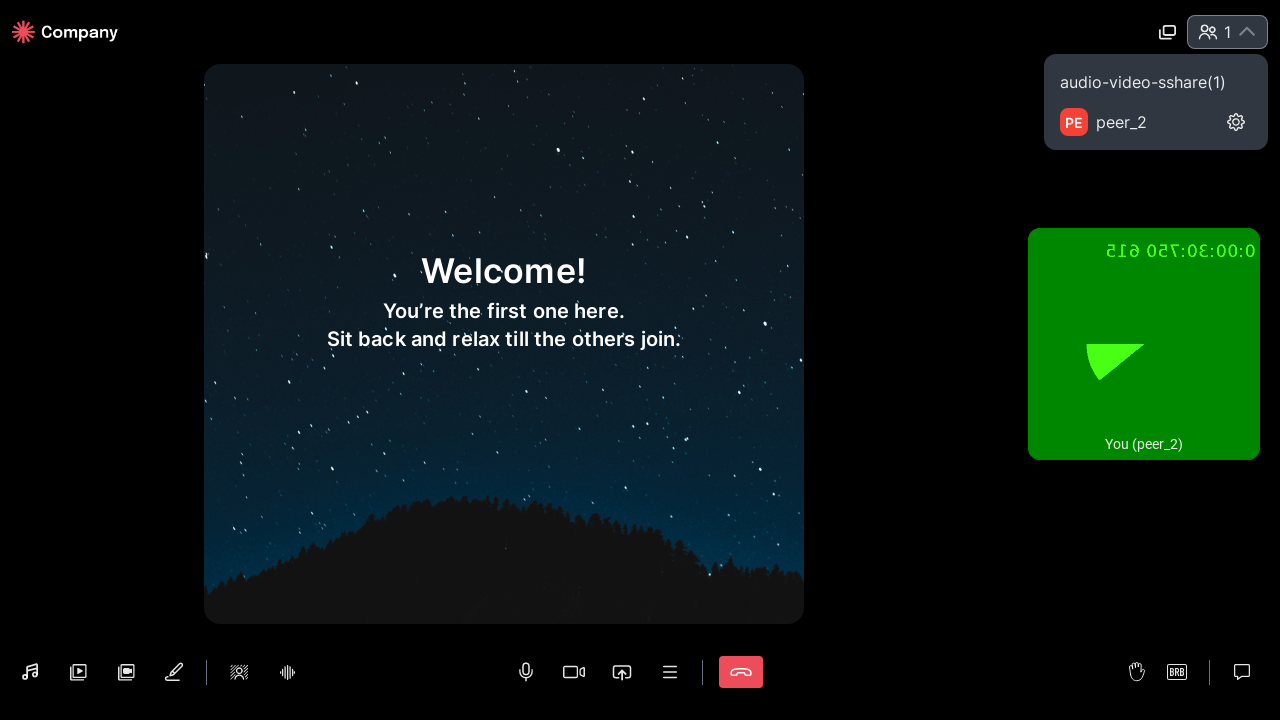 Company
1
audio-video-sshare(1)
PE peer_2
0:00:30:750 615
Welcome!
You’re the first one here.
Sit back and relax till the others join.
You (peer_2)
BRB